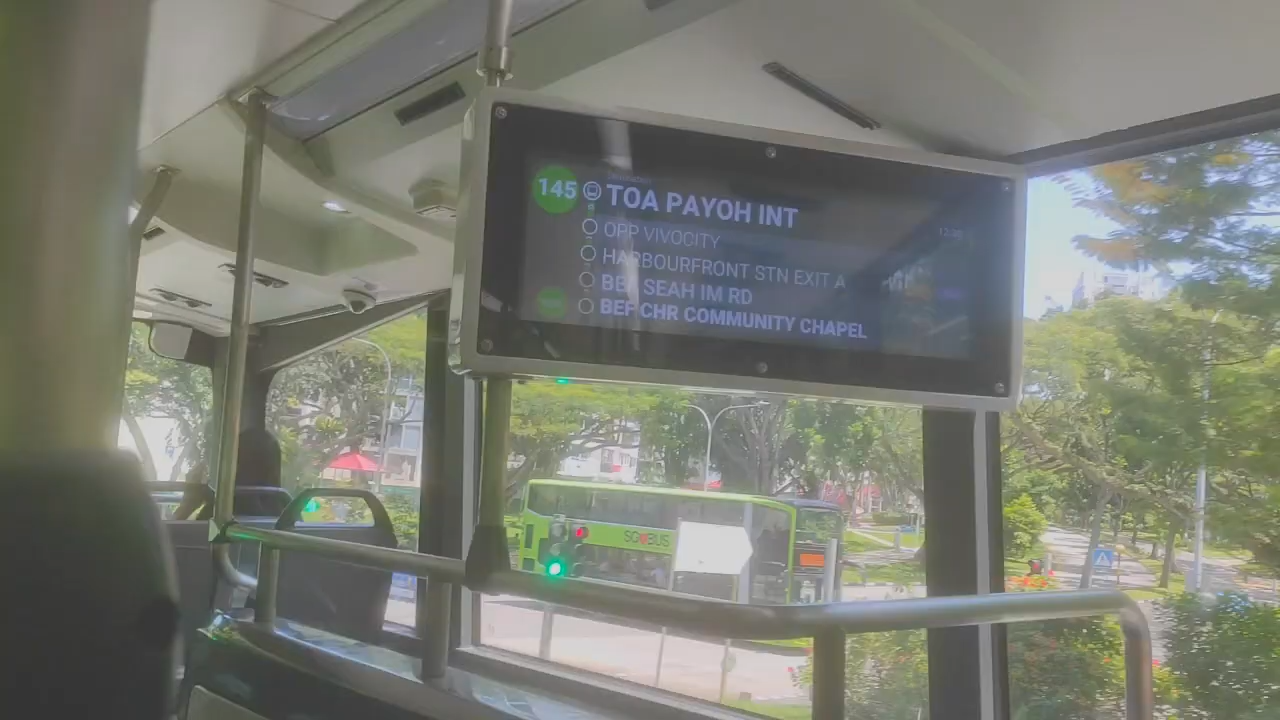 145 TOA PAYOH INT
OPP VIVOCITY
HARBOURFRONT STN EXIT A
BEF SEAH IM RD
BEF CHR COMMUNITY CHAPEL
SG BUS